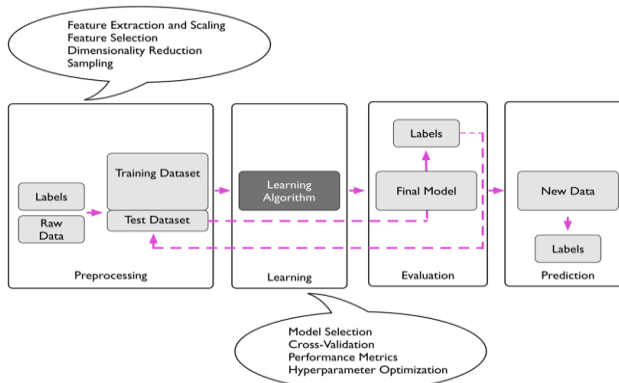 Feature Extraction and Scaling
Feature Selection
Dimensionality Reduction
Sampling
Labels
Raw
Data
Training Dataset
Test Dataset
Preprocessing
Learning
Algorithm
Learning
Labels
Final Model
Evaluation
New Data
Labels
Prediction
Model Selection
Cross-Validation
Performance Metrics
Hyperparameter Optimization